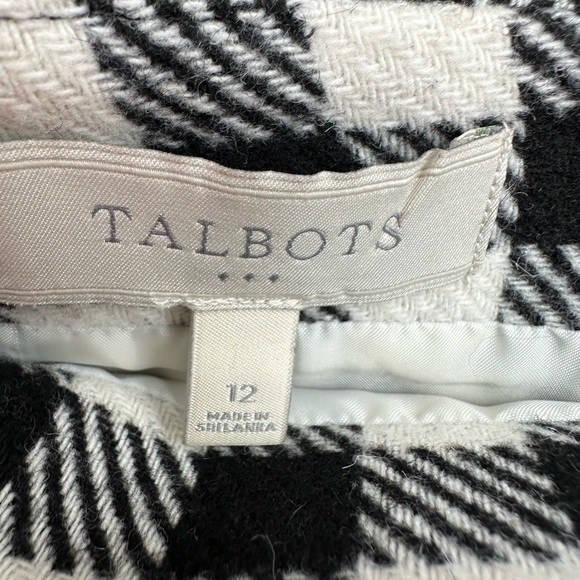 TALBOTS
12
MADE IN
SRI LANKA